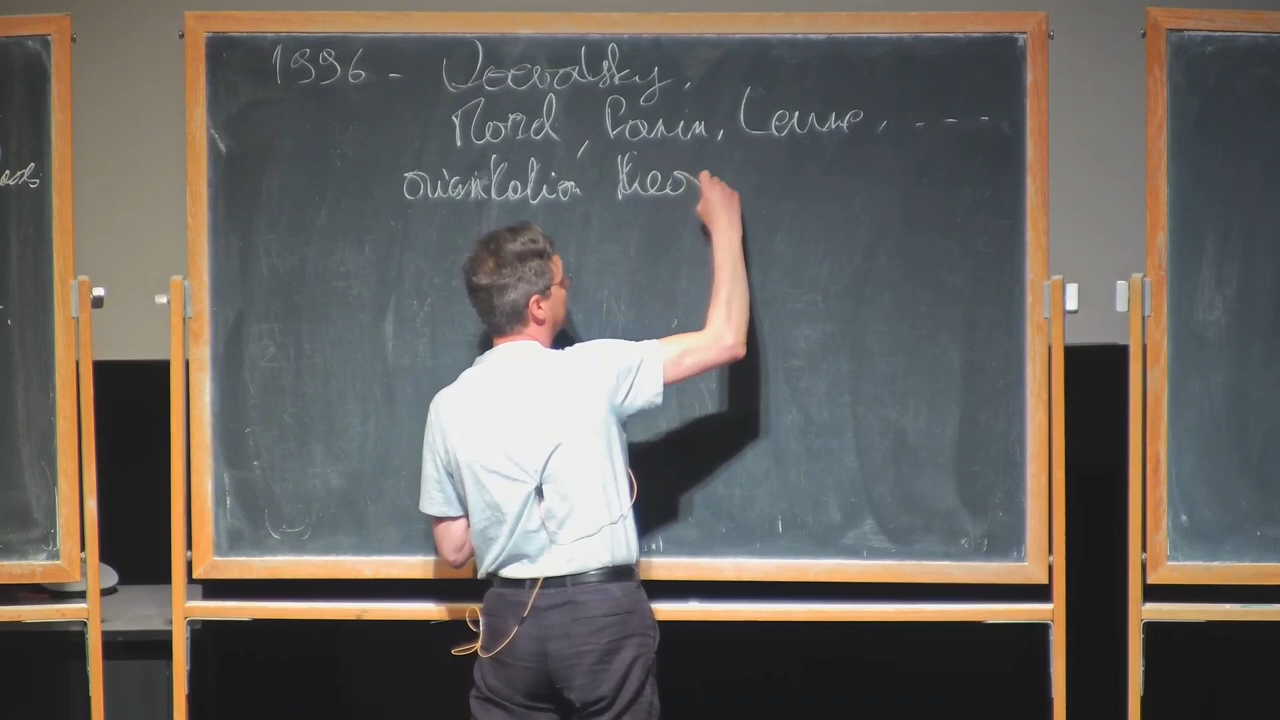 1996 - Voevodsky,
Morel, Panin, Levine, ----
orientation theo